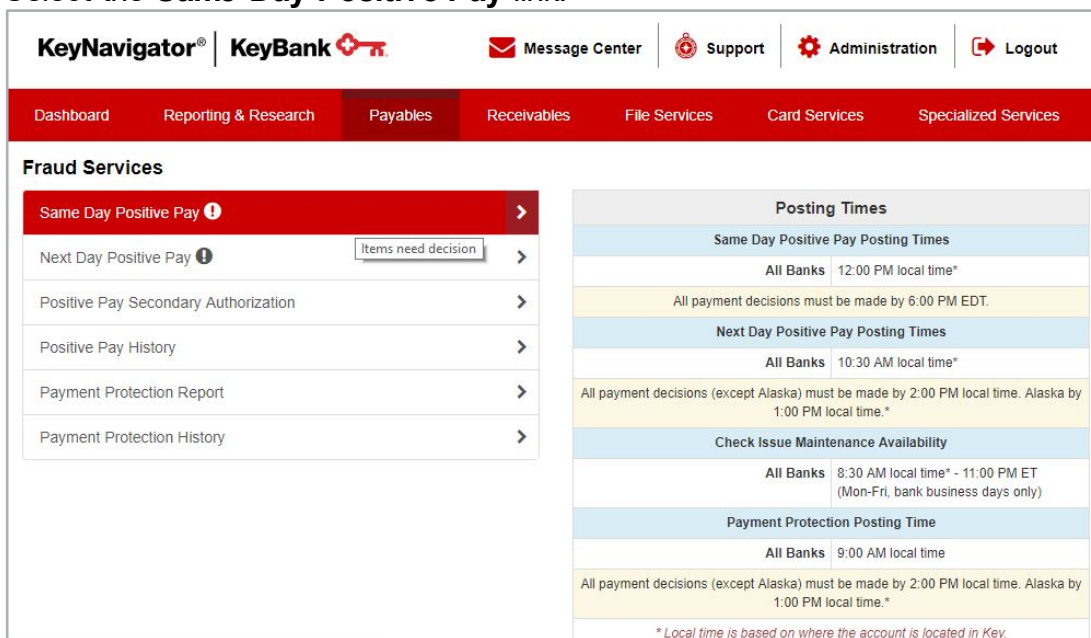 Select the Same Day Positive Pay link.
KeyNavigator® KeyBank
Message Center
Support
Administration
Logout
Dashboard
Reporting & Research
Payables
Receivables
File Services
Card Services
Specialized Services
Fraud Services
Same Day Positive Pay
Items need decision
Next Day Positive Pay
Positive Pay Secondary Authorization
Positive Pay History
Payment Protection Report
Payment Protection History
Posting Times
Same Day Positive Pay Posting Times
All Banks 12:00 PM local time*
All payment decisions must be made by 6:00 PM EDT.
Next Day Positive Pay Posting Times
All Banks 10:30 AM local time*
All payment decisions (except Alaska) must be made by 2:00 PM local time. Alaska by
1:00 PM local time.*
Check Issue Maintenance Availability
All Banks 8:30 AM local time* - 11:00 PM ET
(Mon-Fri, bank business days only)
Payment Protection Posting Time
All Banks 9:00 AM local time
All payment decisions (except Alaska) must be made by 2:00 PM local time. Alaska by
1:00 PM local time.*
* Local time is based on where the account is located in Key.